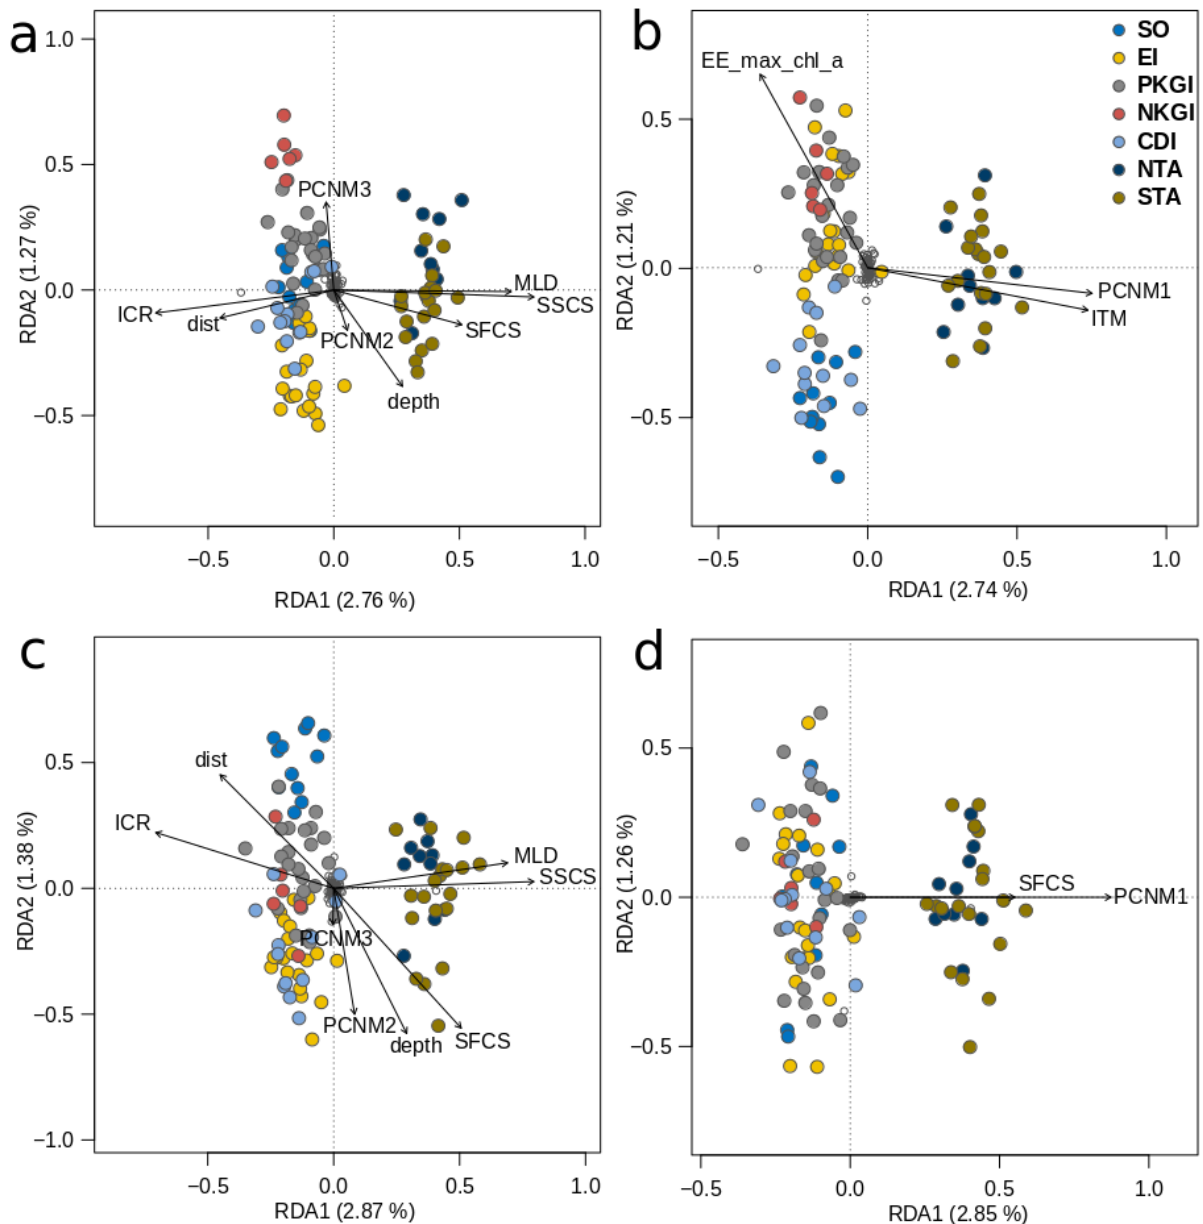 a
1.0
0.5
0.0
−0.5
RDA2 (1.27 %)
PCNM3
MLD
SSCS
ICR
dist
SFCS
PCNM2
depth
−0.5
0.0
0.5
1.0
RDA1 (2.76 %)
b
0.5
0.0
−0.5
RDA2 (1.21 %)
EE_max_chl_a
SO
EI
PKGI
NKGI
CDI
NTA
STA
PCNM1
ITM
−0.5
0.0
0.5
1.0
RDA1 (2.74 %)
c
0.5
0.0
−0.5
−1.0
RDA2 (1.38 %)
dist
ICR
MLD
SSCS
PCNM3
PCNM2
depth
SFCS
−0.5
0.0
0.5
1.0
RDA1 (2.87 %)
d
0.5
0.0
−0.5
RDA2 (1.26 %)
SFCS
PCNM1
−0.5
0.0
0.5
1.0
RDA1 (2.85 %)